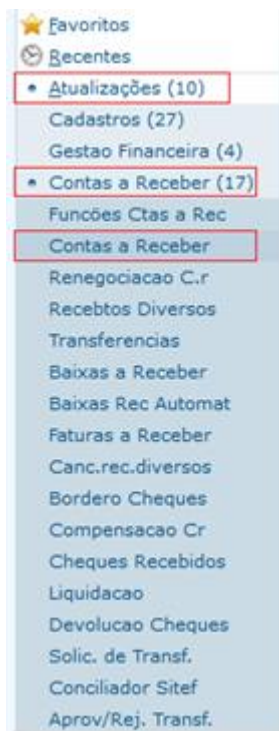 Favoritos
Recentes
Atualizações (10)
Cadastros (27)
Gestao Financeira (4)
Contas a Receber (17)
Funcões Ctas a Rec
Contas a Receber
Renegociacao C.r
Recebtos Diversos
Transferencias
Baixas a Receber
Baixas Rec Automat
Faturas a Receber
Canc.rec.diversos
Bordero Cheques
Compensacao Cr
Cheques Recebidos
Liquidacao
Devolucao Cheques
Solic. de Transf.
Conciliador Sitef
Aprov/Rej. Transf.